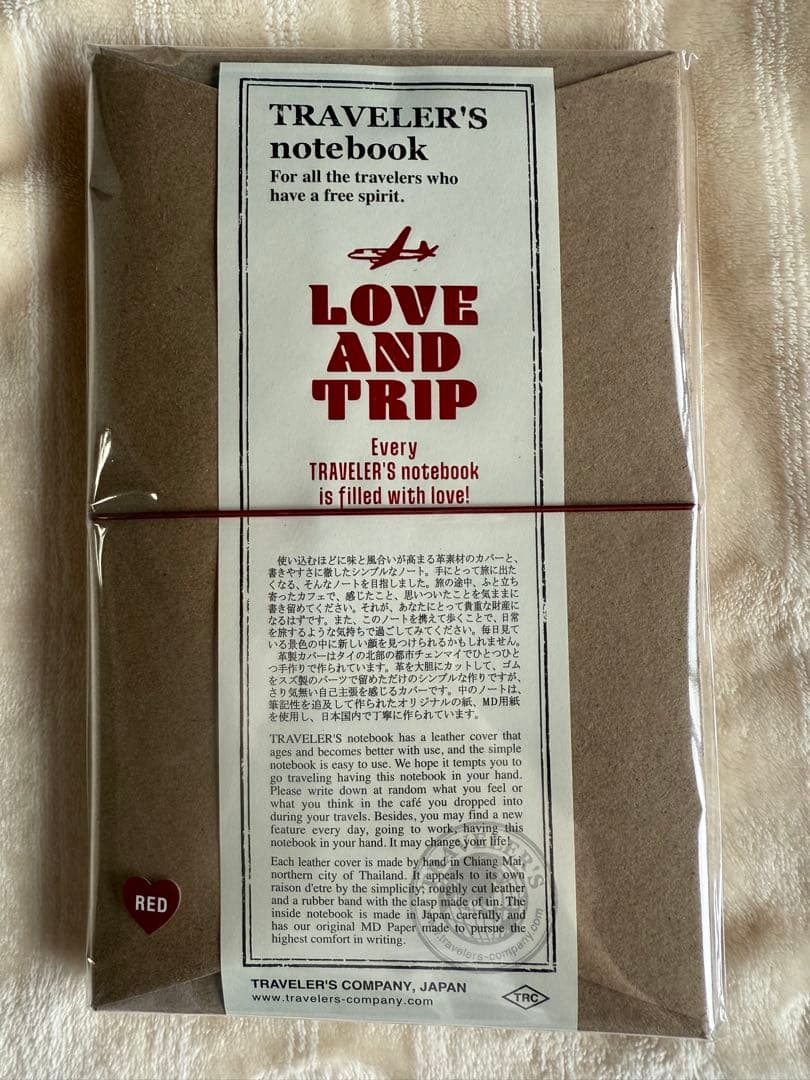 TRAVELER'S
notebook
For all the travelers who
have a free spirit.
LOVE
AND
TRIP
Every
TRAVELER'S notebook
is filled with love!
使い込むほどに味と風合いが高まる革素材のカバーと、
書きやすさに徹したシンプルなノート。手にとって旅に出た
くなる、そんなノートを目指しました。旅の途中、ふと立ち
寄ったカフェで、感じたこと、思いついたことを気ままに
書き留めてください。それが、あなたにとって貴重な財産に
なるはずです。また、このノートを携えて歩くことで、日常
を旅するような気持ちで過ごしてみてください。毎日見て
いる景色の中に新しい顔を見つけられるかもしれません。
革製カバーはタイの北部の都市チェンマイでひとつひと
つ手作りで作られています。革を大胆にカットして、ゴム
をスズ製のパーツで留めただけのシンプルな作りですが、
さり気無い自己主張を感じるカバーです。中のノートは、
筆記性を追及して作られたオリジナルの紙、MD用紙
を使用し、日本国内で丁寧に作られています。
TRAVELER'S notebook has a leather cover that
ages and becomes better with use, and the simple
notebook is easy to use. We hope it tempts you to
go traveling having this notebook in your hand.
Please write down at random what you feel or
what you think in the café you dropped into
during your travels. Besides, you may find a new
feature every day, going to work, having this
notebook in your hand. It may change your life!
Each leather cover is made by hand in Chiang Mai,
northern city of Thailand. It appeals to its own
raison d'etre by the simplicity; roughly cut leather
and a rubber band with the clasp made of tin. The
inside notebook is made in Japan carefully and
has our original MD Paper made to pursue the
highest comfort in writing.
TRAVELER'S
www.travelers-company.com
RED
TRAVELER'S COMPANY, JAPAN
www.travelers-company.com
TRC